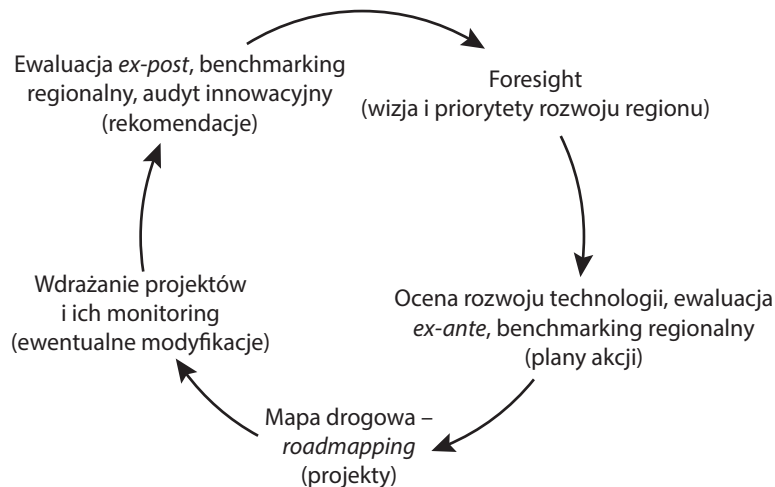 Ewaluacja ex-post, benchmarking
regionalny, audyt innowacyjny
(rekomendacje)
Foresight
(wizja i priorytety rozwoju regionu)
Ocena rozwoju technologii, ewaluacja
ex-ante, benchmarking regionalny
(plany akcji)
Mapa drogowa –
roadmapping
(projekty)
Wdrażanie projektów
i ich monitoring
(ewentualne modyfikacje)